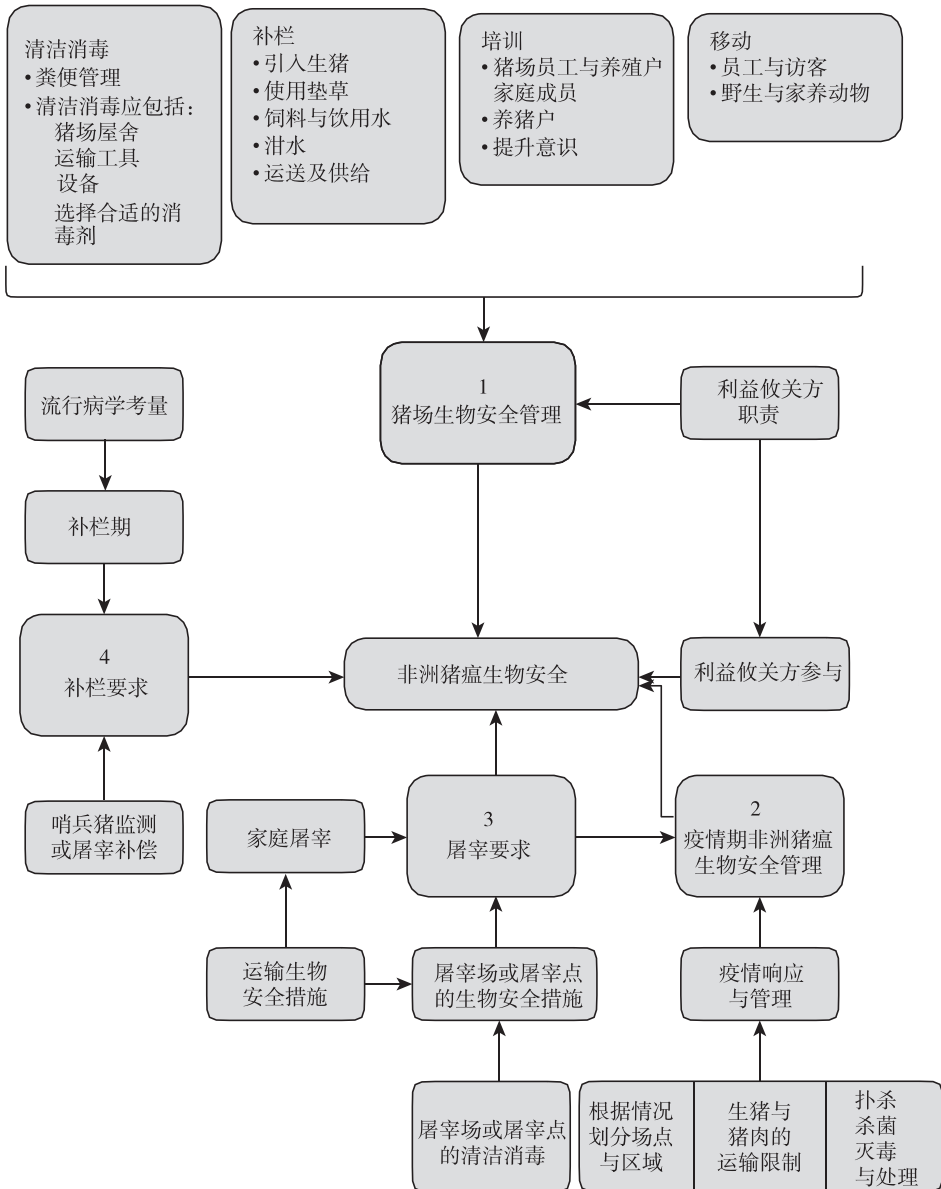 清洁消毒
• 粪便管理
• 清洁消毒应包括：
猪场屋舍
运输工具
设备
选择合适的消
毒剂
补栏
• 引入生猪
• 使用垫草
• 饲料与饮用水
• 泔水
• 运送及供给
培训
• 猪场员工与养殖户
家庭成员
• 养猪户
• 提升意识
移动
• 员工与访客
• 野生与家养动物
1
猪场生物安全管理
利益攸关方
职责
流行病学考量
补栏期
4
补栏要求
非洲猪瘟生物安全
利益攸关方参与
哨兵猪监测
或屠宰补偿
家庭屠宰
3
屠宰要求
2
疫情期非洲猪瘟
生物安全管理
运输生物
安全措施
屠宰场或屠宰点
的生物安全措施
疫情响应
与管理
屠宰场或屠宰点
的清洁消毒
根据情况
划分场点
与区域
生猪与
猪肉的
运输限制
扑杀
杀菌
灭毒
与处理